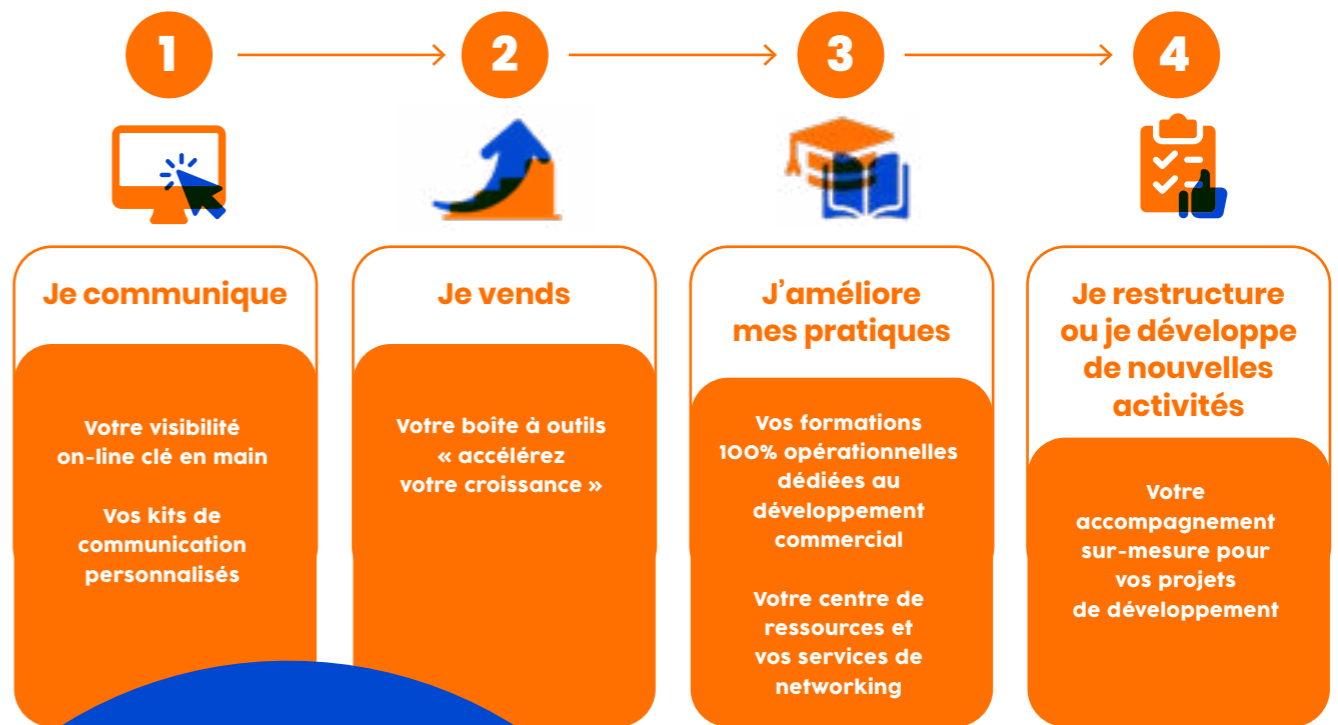 1
2
3
4
Je communique
Votre visibilité
on-line clé en main
Vos kits de
communication
personnalisés
Je vends
Votre boîte à outils
« accélérez
votre croissance »
J’améliore
mes pratiques
Vos formations
100% opérationnelles
dédiées au
développement
commercial
Votre centre de
ressources et
vos services de
networking
Je restructure
ou je développe
de nouvelles
activités
Votre
accompagnement
sur-mesure pour
vos projets
de développement